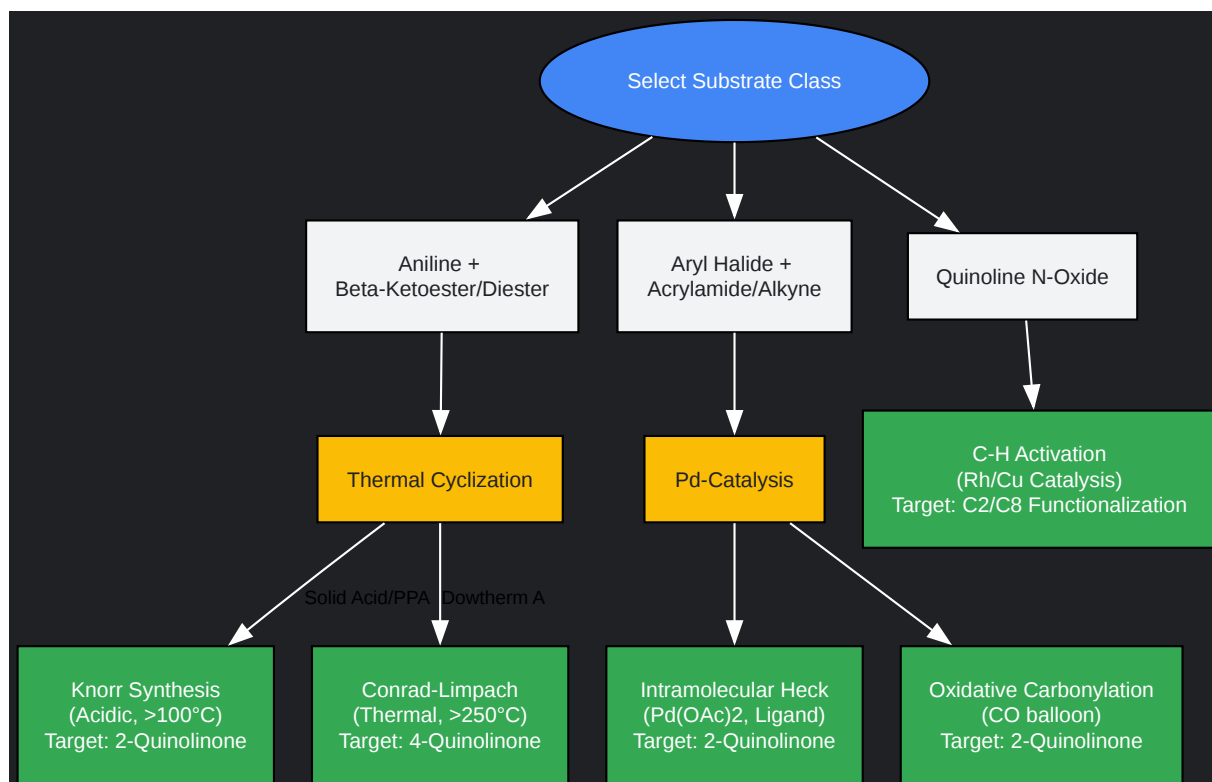 Select Substrate Class
Aniline +
Beta-Ketoester/Diester
Aryl Halide +
Acrylamide/Alkyne
Quinoline N-Oxide
Thermal Cyclization
Pd-Catalysis
C-H Activation
(Rh/Cu Catalysis)
Target: C2/C8 Functionalization
Solid Acid/PPA
Dowtherm A
Knorr Synthesis
(Acidic, >100°C)
Target: 2-Quinolinone
Conrad-Limpach
(Thermal, >250°C)
Target: 4-Quinolinone
Intramolecular Heck
(Pd(OAc)2, Ligand)
Target: 2-Quinolinone
Oxidative Carbonylation
(CO balloon)
Target: 2-Quinolinone